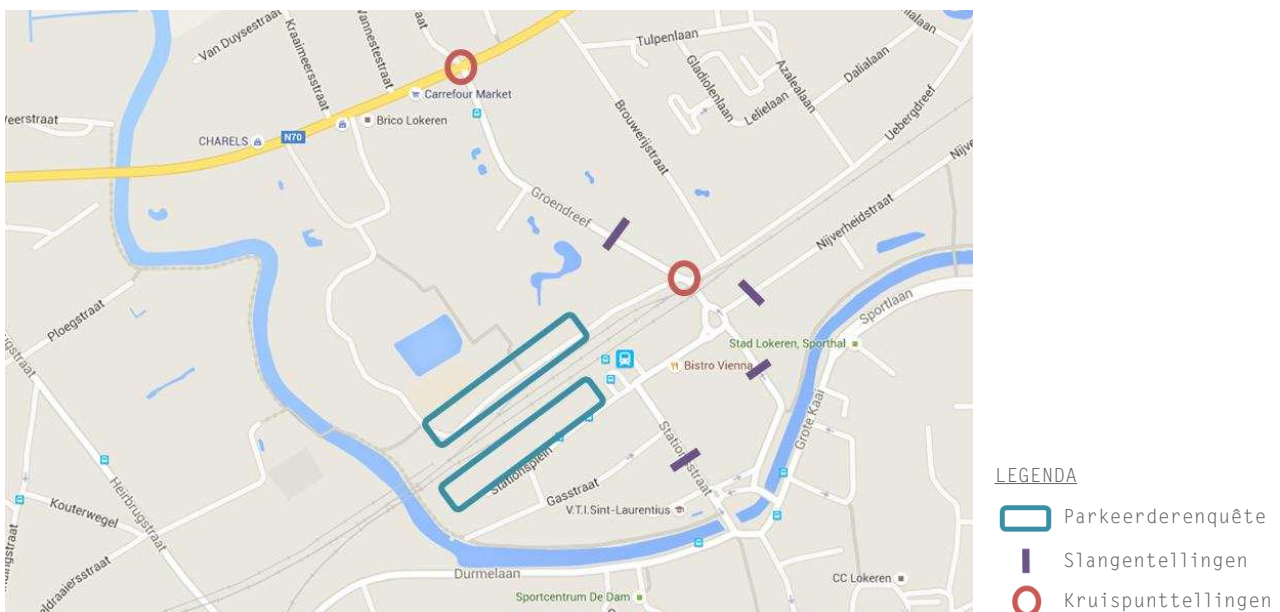 Van Duysestraat
Kraaimeersstraat
Vannestestraat
aat
Tulpenlaan
Gladiolenlaan
Azalealaan
Dalialaan
Lelielaan
Carrefour Market
Brico Lokeren
CHARELS
N70
eerstraat
Brouwerijstraat
Uebergdreef
Nijve
Groendreef
Nijverheidstraat
Ploegstraat
Sportlaan
Stad Lokeren, Sporthal
Bistro Vienna
Grote Kaai
Stationsstraat
Stationsplein
Gasstraat
V.T.I.Sint-Laurentius
Heirbrugstraat
Kouterwegel
Durmelaan
CC Lokeren
Sportcentrum De Dam
LEGENDA
Parkeerderenquête
Slangentellingen
Kruispunttellingen